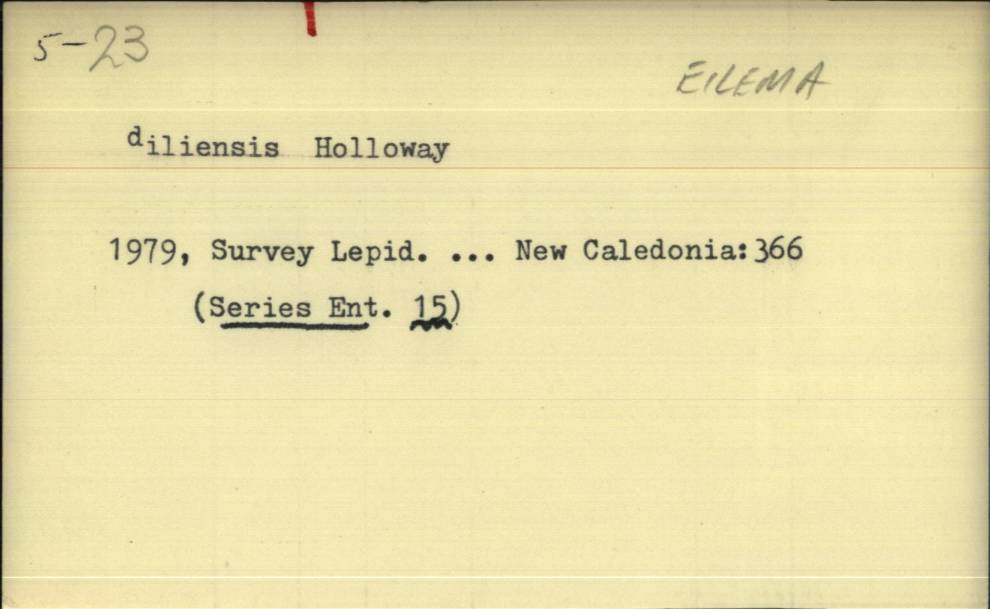 5-23
EILEMA
diliensis Holloway
1979, Survey Lepid. ... New Caledonia:366
(Series Ent. 15)